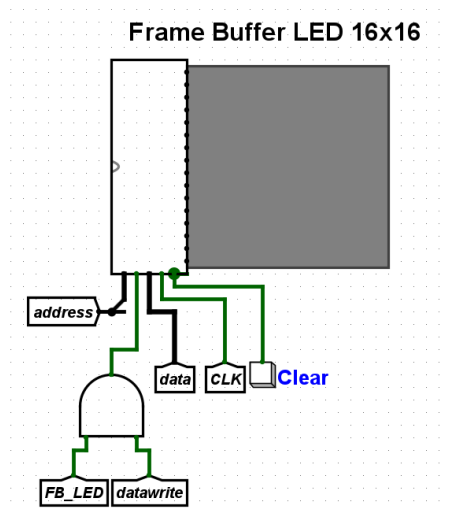 Frame Buffer LED 16x16
address
data
CLK
Clear
FB_LED
datawrite